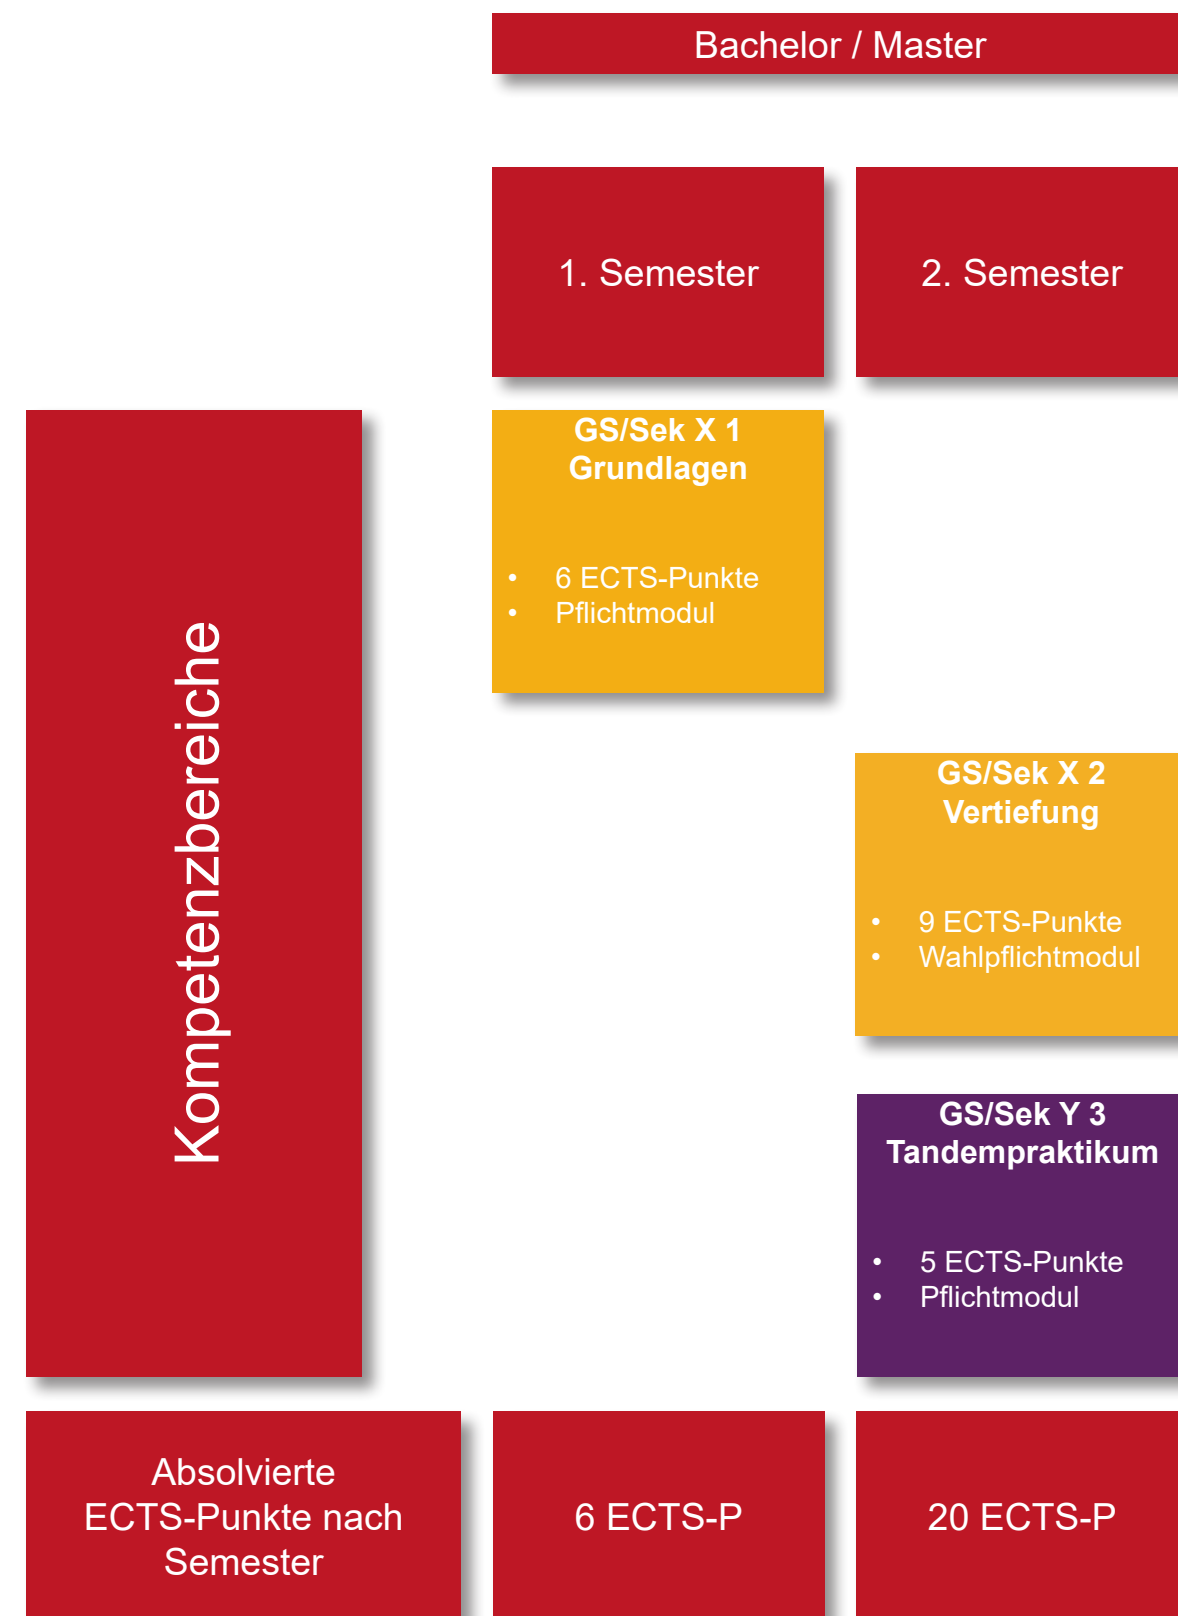 Bachelor / Master
1. Semester
2. Semester
Kompetenzbereiche
GS/Sek X 1
Grundlagen
• 6 ECTS-Punkte
• Pflichtmodul
GS/Sek X 2
Vertiefung
• 9 ECTS-Punkte
• Wahlpflichtmodul
GS/Sek Y 3
Tandempraktikum
• 5 ECTS-Punkte
• Pflichtmodul
Absolvierte
ECTS-Punkte nach
Semester
6 ECTS-P
20 ECTS-P